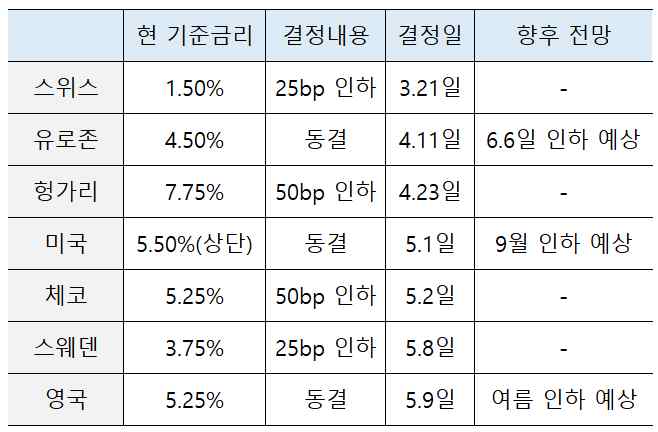 현 기준금리 결정내용 결정일 향후 전망
스위스 1.50% 25bp 인하 3.21일 -
유로존 4.50% 동결 4.11일 6.6일 인하 예상
헝가리 7.75% 50bp 인하 4.23일 -
미국 5.50%(상단) 동결 5.1일 9월 인하 예상
체코 5.25% 50bp 인하 5.2일 -
스웨덴 3.75% 25bp 인하 5.8일 -
영국 5.25% 동결 5.9일 여름 인하 예상